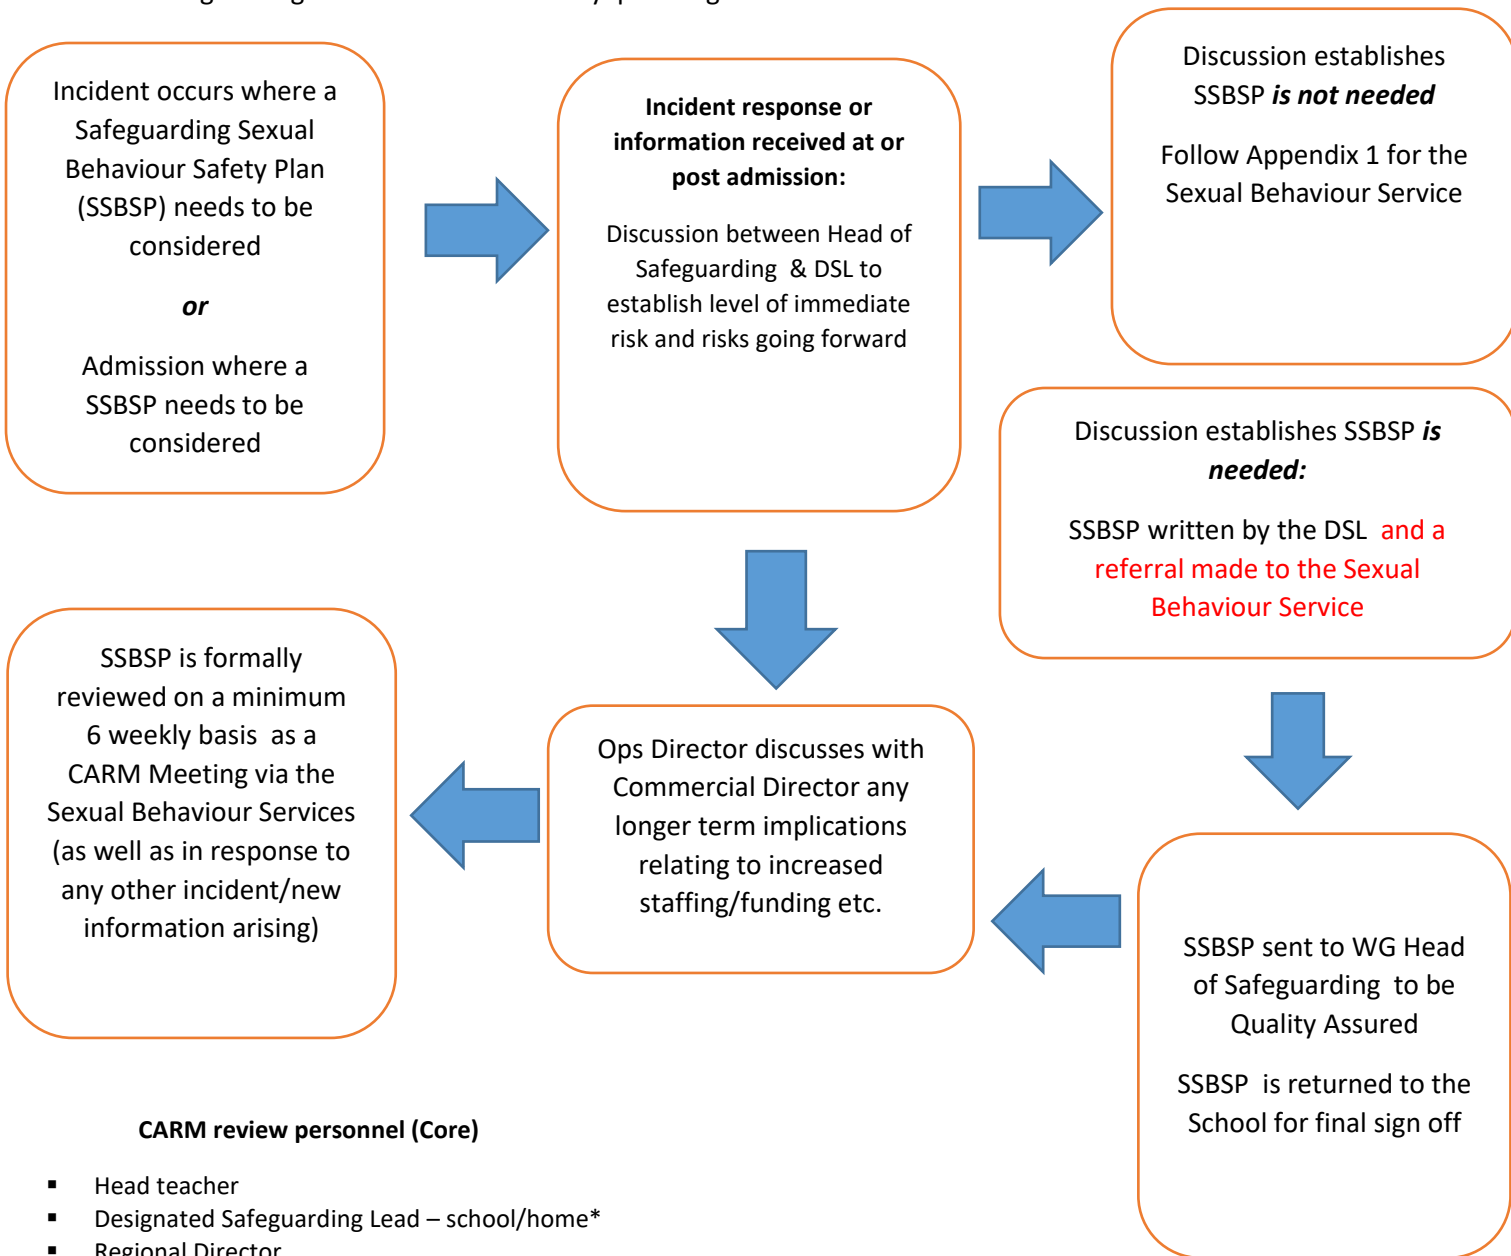 Incident occurs where a
Safeguarding Sexual
Behaviour Safety Plan
(SSBSP) needs to be
considered
or
Admission where a
SSBSP needs to be
considered
Incident response or
information received at or
post admission:
Discussion between Head of
Safeguarding & DSL to
establish level of immediate
risk and risks going forward
Discussion establishes
SSBSP is not needed
Follow Appendix 1 for the
Sexual Behaviour Service
Discussion establishes SSBSP is
needed:
SSBSP written by the DSL and a
referral made to the Sexual
Behaviour Service
SSBSP is formally
reviewed on a minimum
6 weekly basis as a
CARM Meeting via the
Sexual Behaviour Services
(as well as in response to
any other incident/new
information arising)
Ops Director discusses with
Commercial Director any
longer term implications
relating to increased
staffing/funding etc.
SSBSP sent to WG Head
of Safeguarding to be
Quality Assured
SSBSP is returned to the
School for final sign off
CARM review personnel (Core)
▪ Head teacher
▪ Designated Safeguarding Lead – school/home*
▪ Regional Director